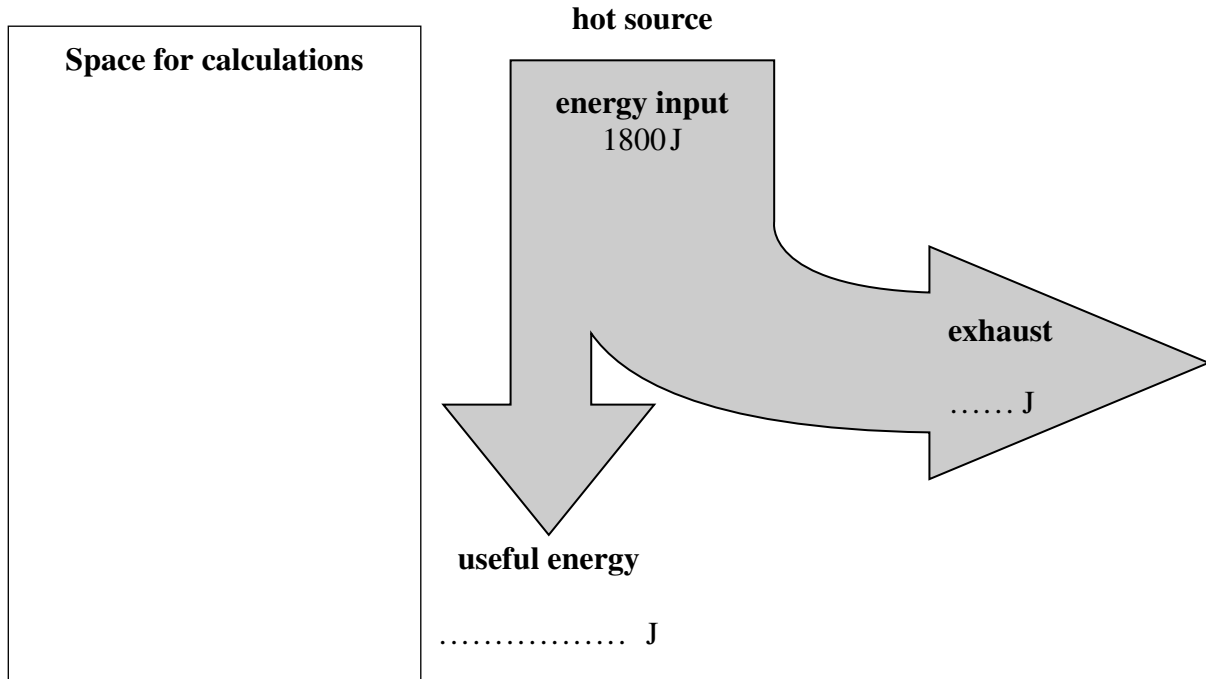 hot source
Space for calculations
energy input
1800 J
exhaust
...... J
useful energy
................. J